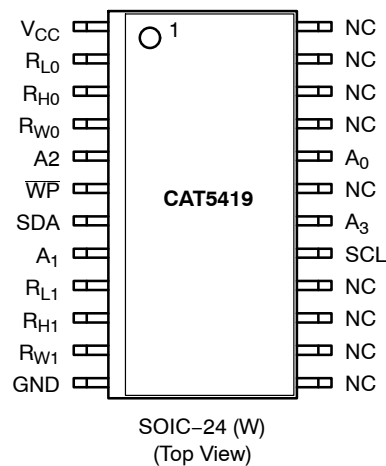 VCC NC
1
RL0 NC
RH0 NC
RW0 NC
A2 A0
WP NC
CAT5419
SDA A3
A1 SCL
RL1 NC
RH1 NC
RW1 NC
GND NC
SOIC−24 (W)
(Top View)